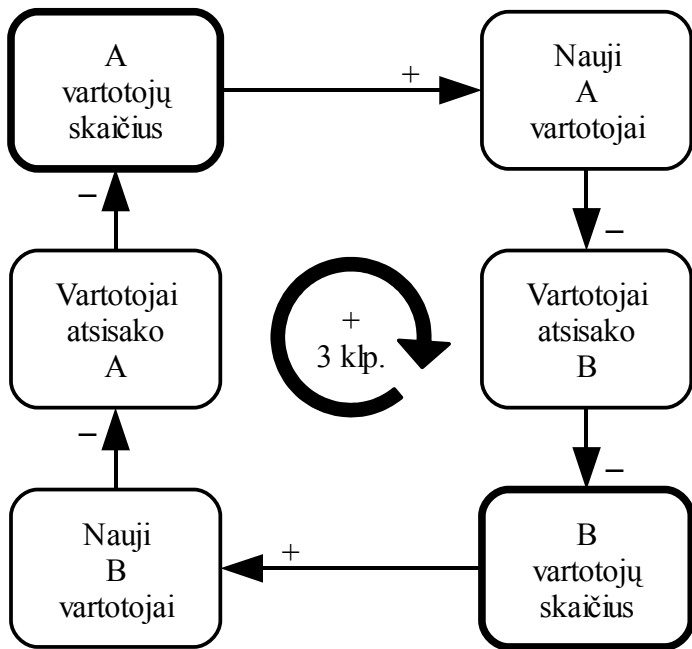 A
vartotojų
skaičius
+
Nauji
A
vartotojai
–
–
Vartotojai
atsisako
A
+
3 klp.
Vartotojai
atsisako
B
–
–
Nauji
B
vartotojai
+
B
vartotojų
skaičius